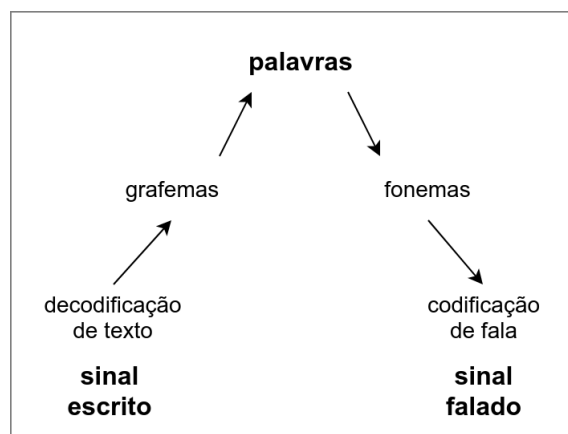 palavras
grafemas
fonemas
decodificação
de texto
codificação
de fala
sinal
escrito
sinal
falado